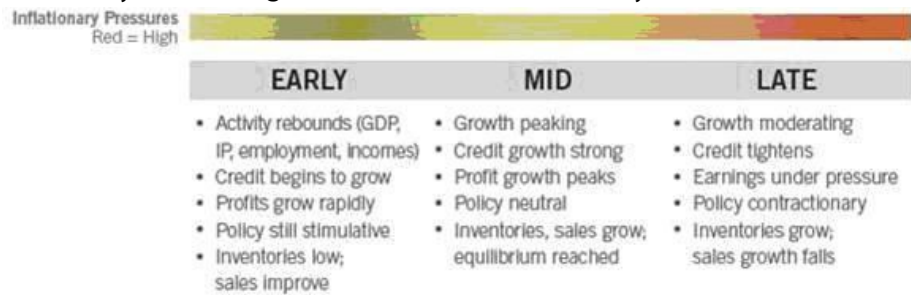 Inflationary Pressures
Red = High
EARLY
• Activity rebounds (GDP,
IP, employment, incomes)
• Credit begins to grow
• Profits grow rapidly
• Policy still stimulative
• Inventories low;
sales improve
MID
• Growth peaking
• Credit growth strong
• Profit growth peaks
• Policy neutral
• Inventories, sales grow;
equilibrium reached
LATE
• Growth moderating
• Credit tightens
• Earnings under pressure
• Policy contractionary
• Inventories grow;
sales growth falls